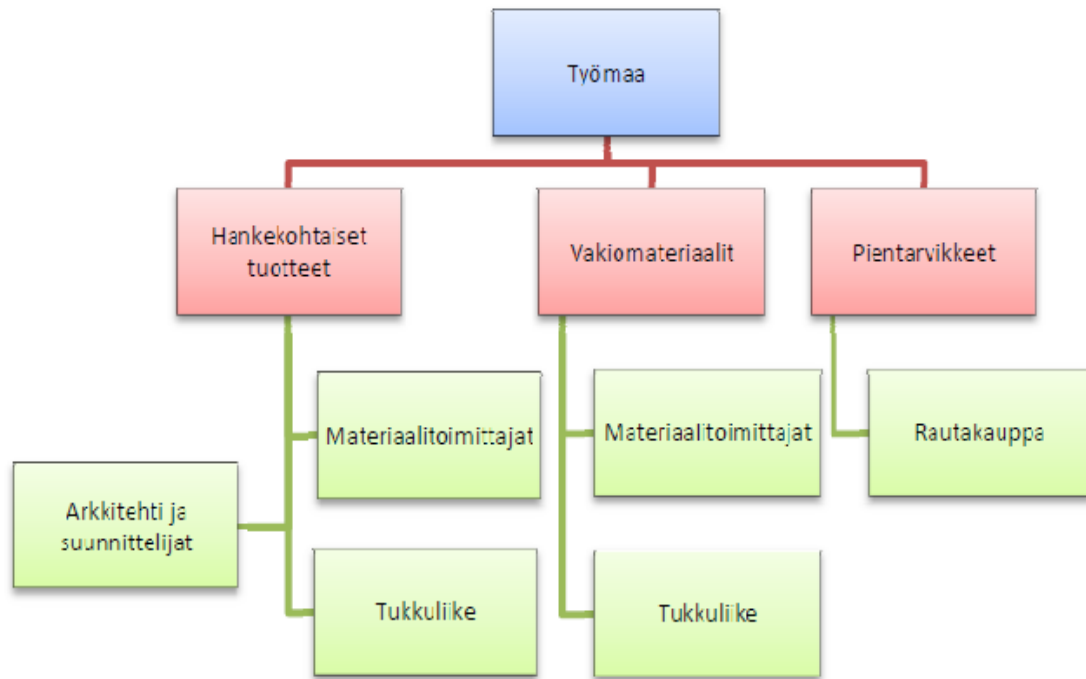 Työmaa
Hankekohtaiset
tuotteet
Vakiomateriaalit
Pientarvikkeet
Materiaalitoimittajat
Materiaalitoimittajat
Rautakauppa
Arkkitehti ja
suunnittelijat
Tukkuliike
Tukkuliike